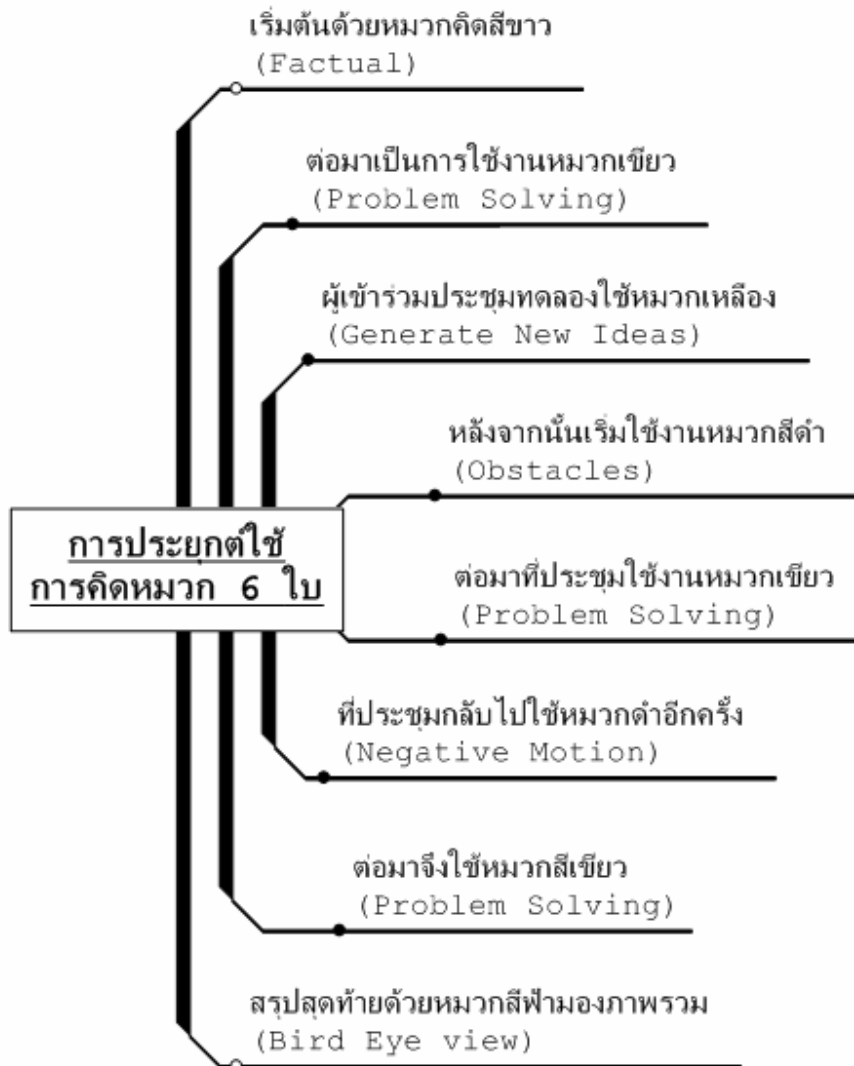 เริ่มต้นด้วยหมวกคิดสีขาว
(Factual)
ต่อมาเป็นการใช้งานหมวกเขียว
(Problem Solving)
ผู้เข้าร่วมประชุมทดลองใช้หมวกเหลือง
(Generate New Ideas)
หลังจากนั้นเริ่มใช้งานหมวกสีดำ
(Obstacles)
การประยุกต์ใช้
การคิดหมวก 6 ใบ
ต่อมาที่ประชุมใช้งานหมวกเขียว
(Problem Solving)
ที่ประชุมกลับไปใช้หมวกดำอีกครั้ง
(Negative Motion)
ต่อมาจึงใช้หมวกสีเขียว
(Problem Solving)
สรุปสุดท้ายด้วยหมวกสีฟ้ามองภาพรวม
(Bird Eye view)